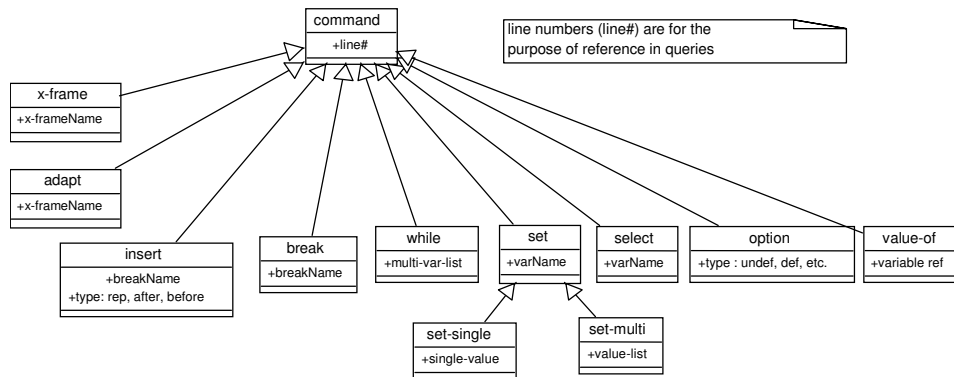 command
+line#
line numbers (line#) are for the
purpose of reference in queries
x-frame
+x-frameName
adapt
+x-frameName
insert
+breakName
+type: rep, after, before
break
+breakName
while
+multi-var-list
set
+varName
select
+varName
option
+type : undef, def, etc.
value-of
+variable ref
set-single
+single-value
set-multi
+value-list